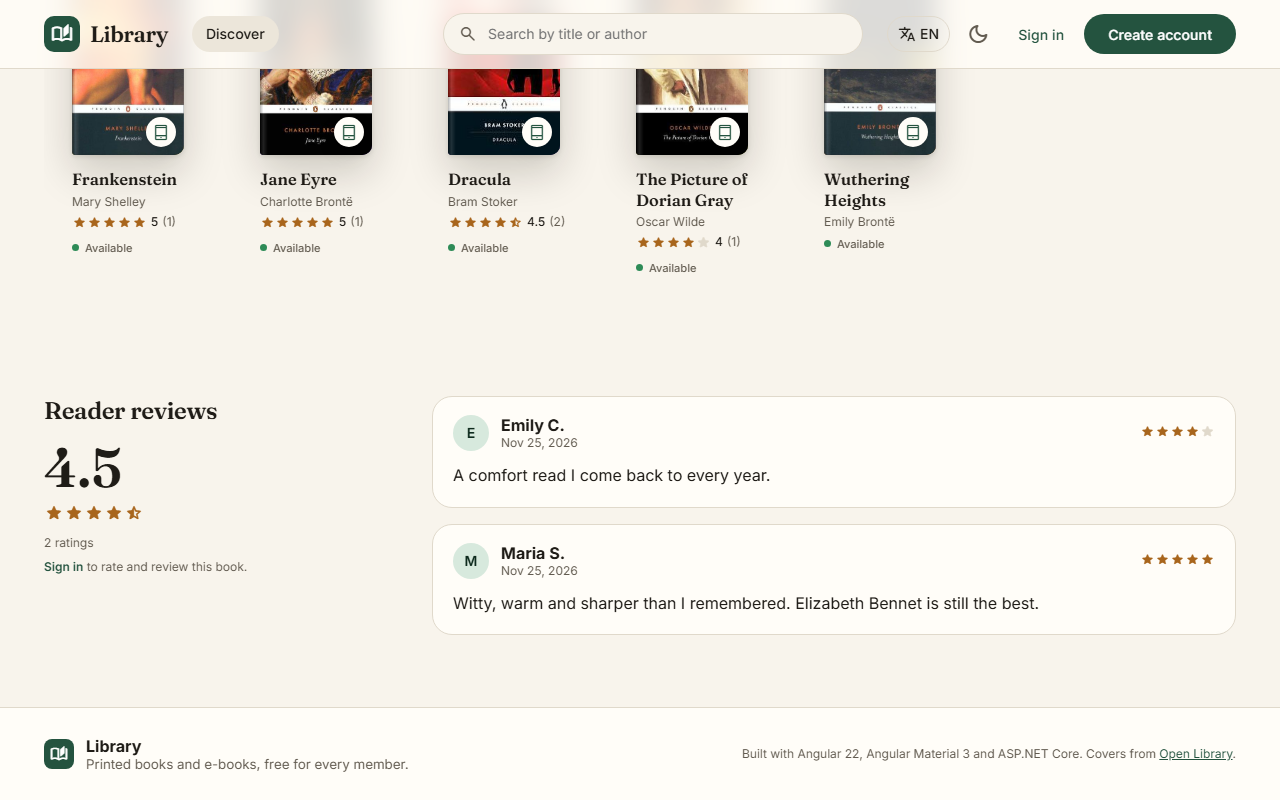 Library
Discover
Search by title or author
EN
Sign in
Create account
Frankenstein
Mary Shelley
5 (1)
Available
Jane Eyre
Charlotte Brontë
5 (1)
Available
BRAM STOKER
DRACULA
Dracula
Bram Stoker
4.5 (2)
Available
The Picture of
Dorian Gray
Oscar Wilde
4 (1)
Available
Wuthering
Heights
Emily Brontë
Available
Reader reviews
4.5
2 ratings
Sign in to rate and review this book.
E
Emily C.
Nov 25, 2026
A comfort read I come back to every year.
M
Maria S.
Nov 25, 2026
Witty, warm and sharper than I remembered. Elizabeth Bennet is still the best.
Library
Printed books and e-books, free for every member.
Built with Angular 22, Angular Material 3 and ASP.NET Core. Covers from Open Library.